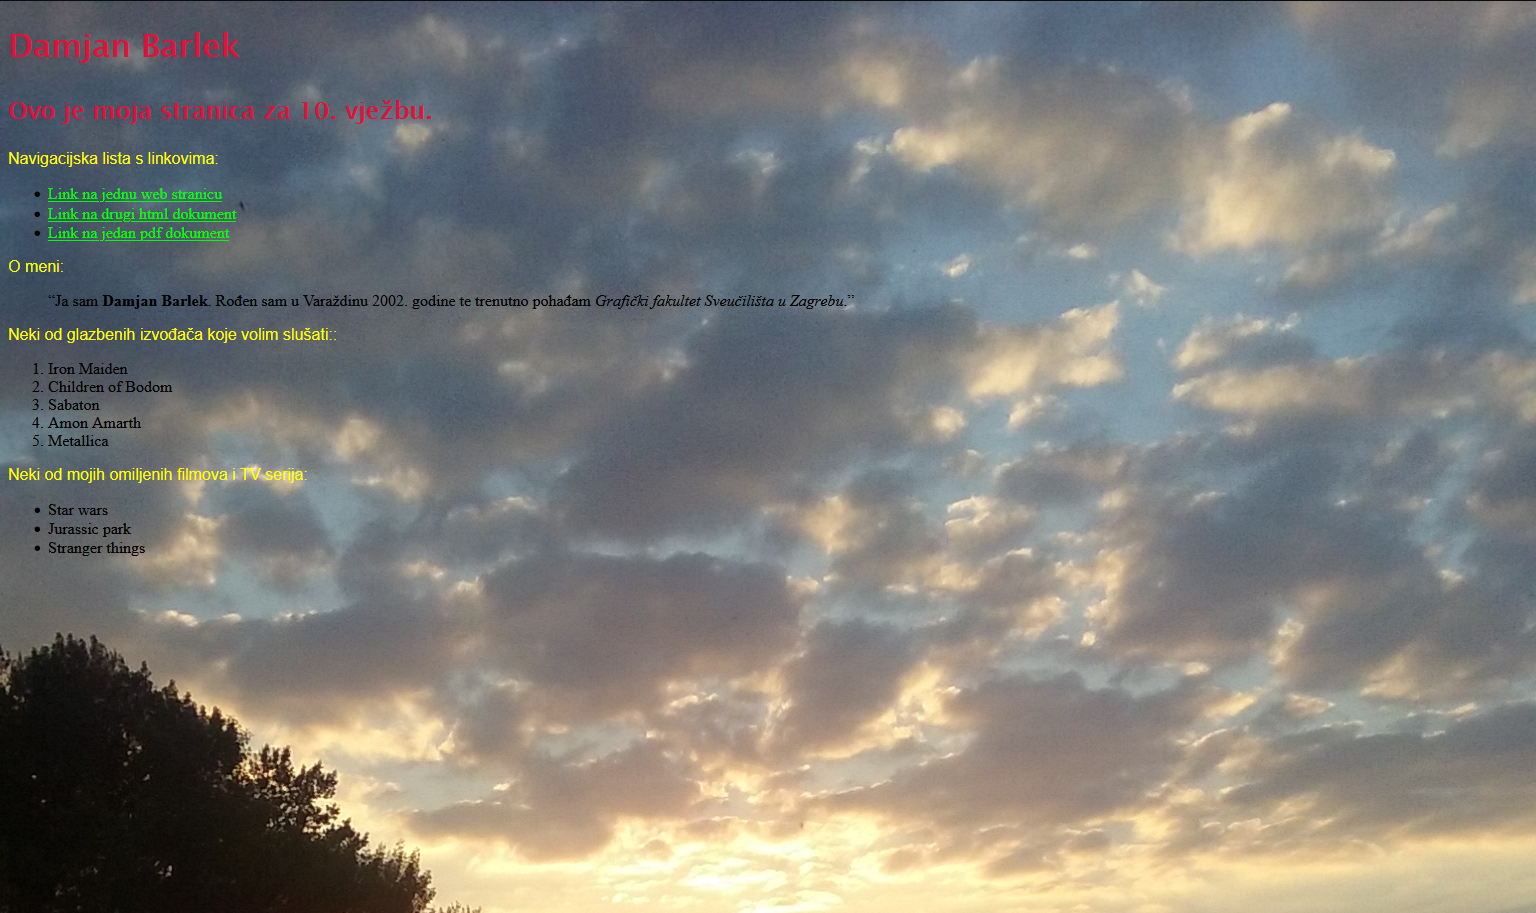 Damjan Barlek
Ovo je moja stranica za 10. vježbu.
Navigacijska lista s linkovima:
• Link na jednu web stranicu
• Link na drugi html dokument
• Link na jedan pdf dokument
O meni:
“Ja sam Damjan Barlek. Rođen sam u Varaždinu 2002. godine te trenutno pohađam Grafički fakultet Sveučilišta u Zagrebu.”
Neki od glazbenih izvođača koje volim slušati::
1. Iron Maiden
2. Children of Bodom
3. Sabaton
4. Amon Amarth
5. Metallica
Neki od mojih omiljenih filmova i TV serija:
• Star wars
• Jurassic park
• Stranger things